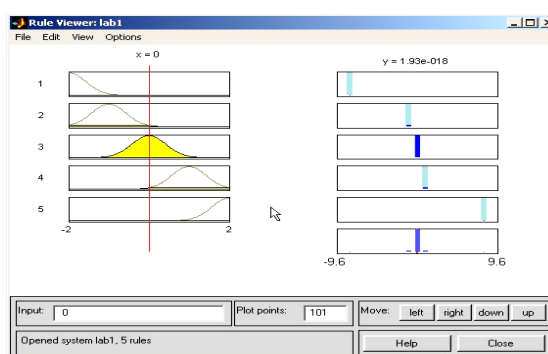 Rule Viewer: lab1
File Edit View Options
x = 0
y = 1.93e-018
1
2
3
4
5
-2 2
-9.6 9.6
Input: 0 Plot points: 101 Move: left right down up
Opened system lab1, 5 rules Help Close